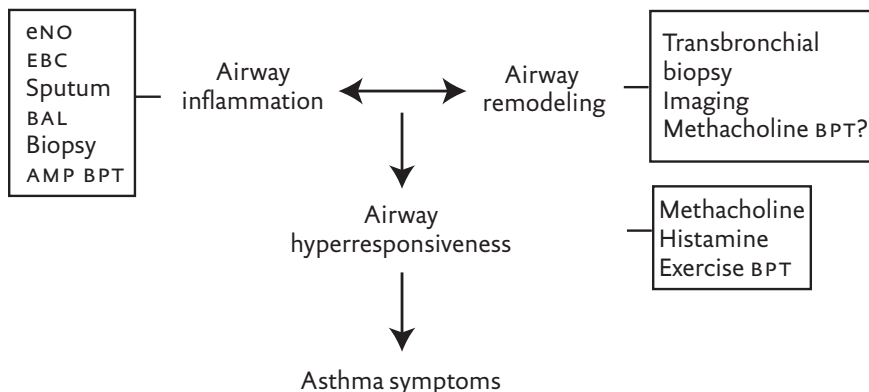 eNO
EBC
Sputum
BAL
Biopsy
AMP BPT
Airway
inflammation
Airway
remodeling
Transbronchial
biopsy
Imaging
Methacholine BPT?
Airway
hyperresponsiveness
Methacholine
Histamine
Exercise BPT
Asthma symptoms